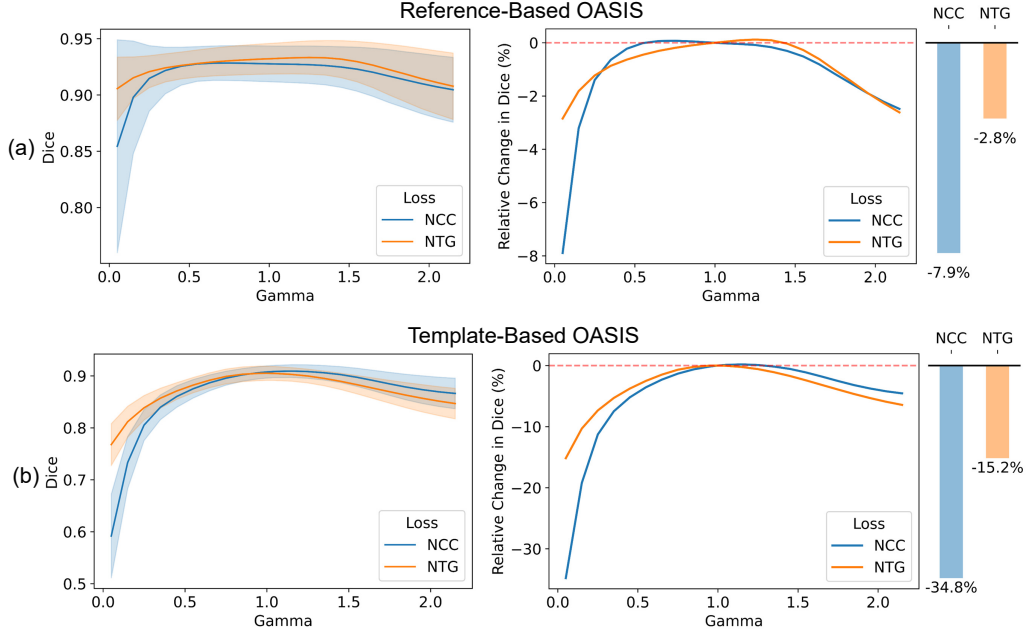 Reference-Based OASIS
(a)
Dice
0.95
0.90
0.85
0.80
0.0 0.5 1.0 1.5 2.0
Gamma
Loss
NCC
NTG
Relative Change in Dice (%)
0
−2
−4
−6
−8
0.0 0.5 1.0 1.5 2.0
Gamma
Loss
NCC
NTG
NCC NTG
-2.8%
-7.9%
Template-Based OASIS
(b)
Dice
0.9
0.8
0.7
0.6
0.5
0.0 0.5 1.0 1.5 2.0
Gamma
Loss
NCC
NTG
Relative Change in Dice (%)
0
−10
−20
−30
0.0 0.5 1.0 1.5 2.0
Gamma
Loss
NCC
NTG
NCC NTG
-15.2%
-34.8%